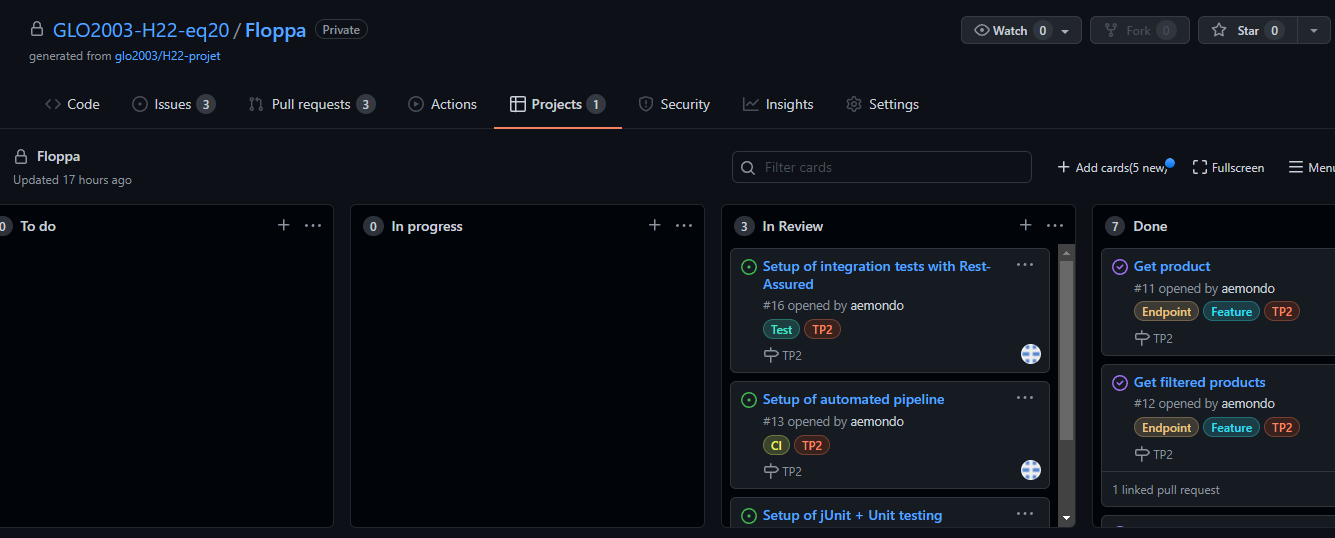 GLO2003-H22-eq20 / Floppa Private
Watch 0 Fork 0 Star 0
generated from glo2003/H22-projet
Code Issues 3 Pull requests 3 Actions Projects 1 Security Insights Settings
Floppa
Updated 17 hours ago
Filter cards
Add cards(5 new) Fullscreen Menu
0 To do
0 In progress
3 In Review
Setup of integration tests with Rest-
Assured
#16 opened by aemondo
Test TP2
TP2
Setup of automated pipeline
#13 opened by aemondo
CI TP2
TP2
Setup of jUnit + Unit testing
7 Done
Get product
#11 opened by aemondo
Endpoint Feature TP2
TP2
Get filtered products
#12 opened by aemondo
Endpoint Feature TP2
TP2
1 linked pull request